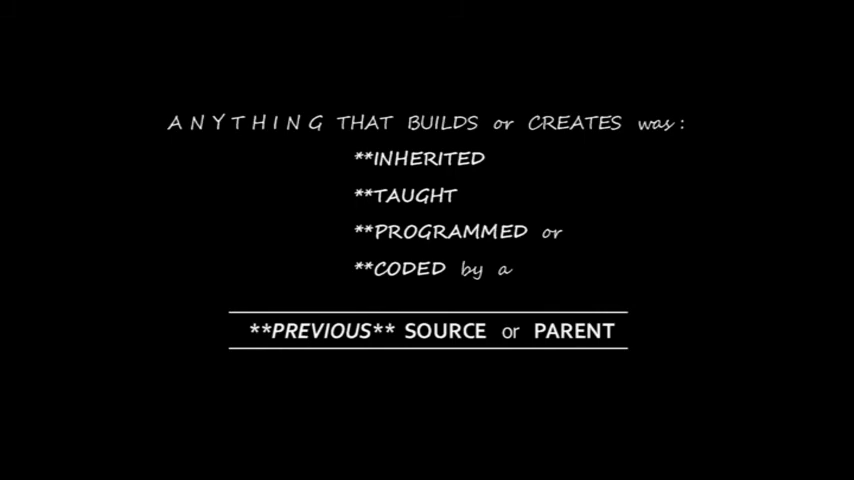 A N Y T H I N G THAT BUILDS or CREATES was:
**INHERITED
**TAUGHT
**PROGRAMMED or
**CODED by a
**PREVIOUS** SOURCE or PARENT